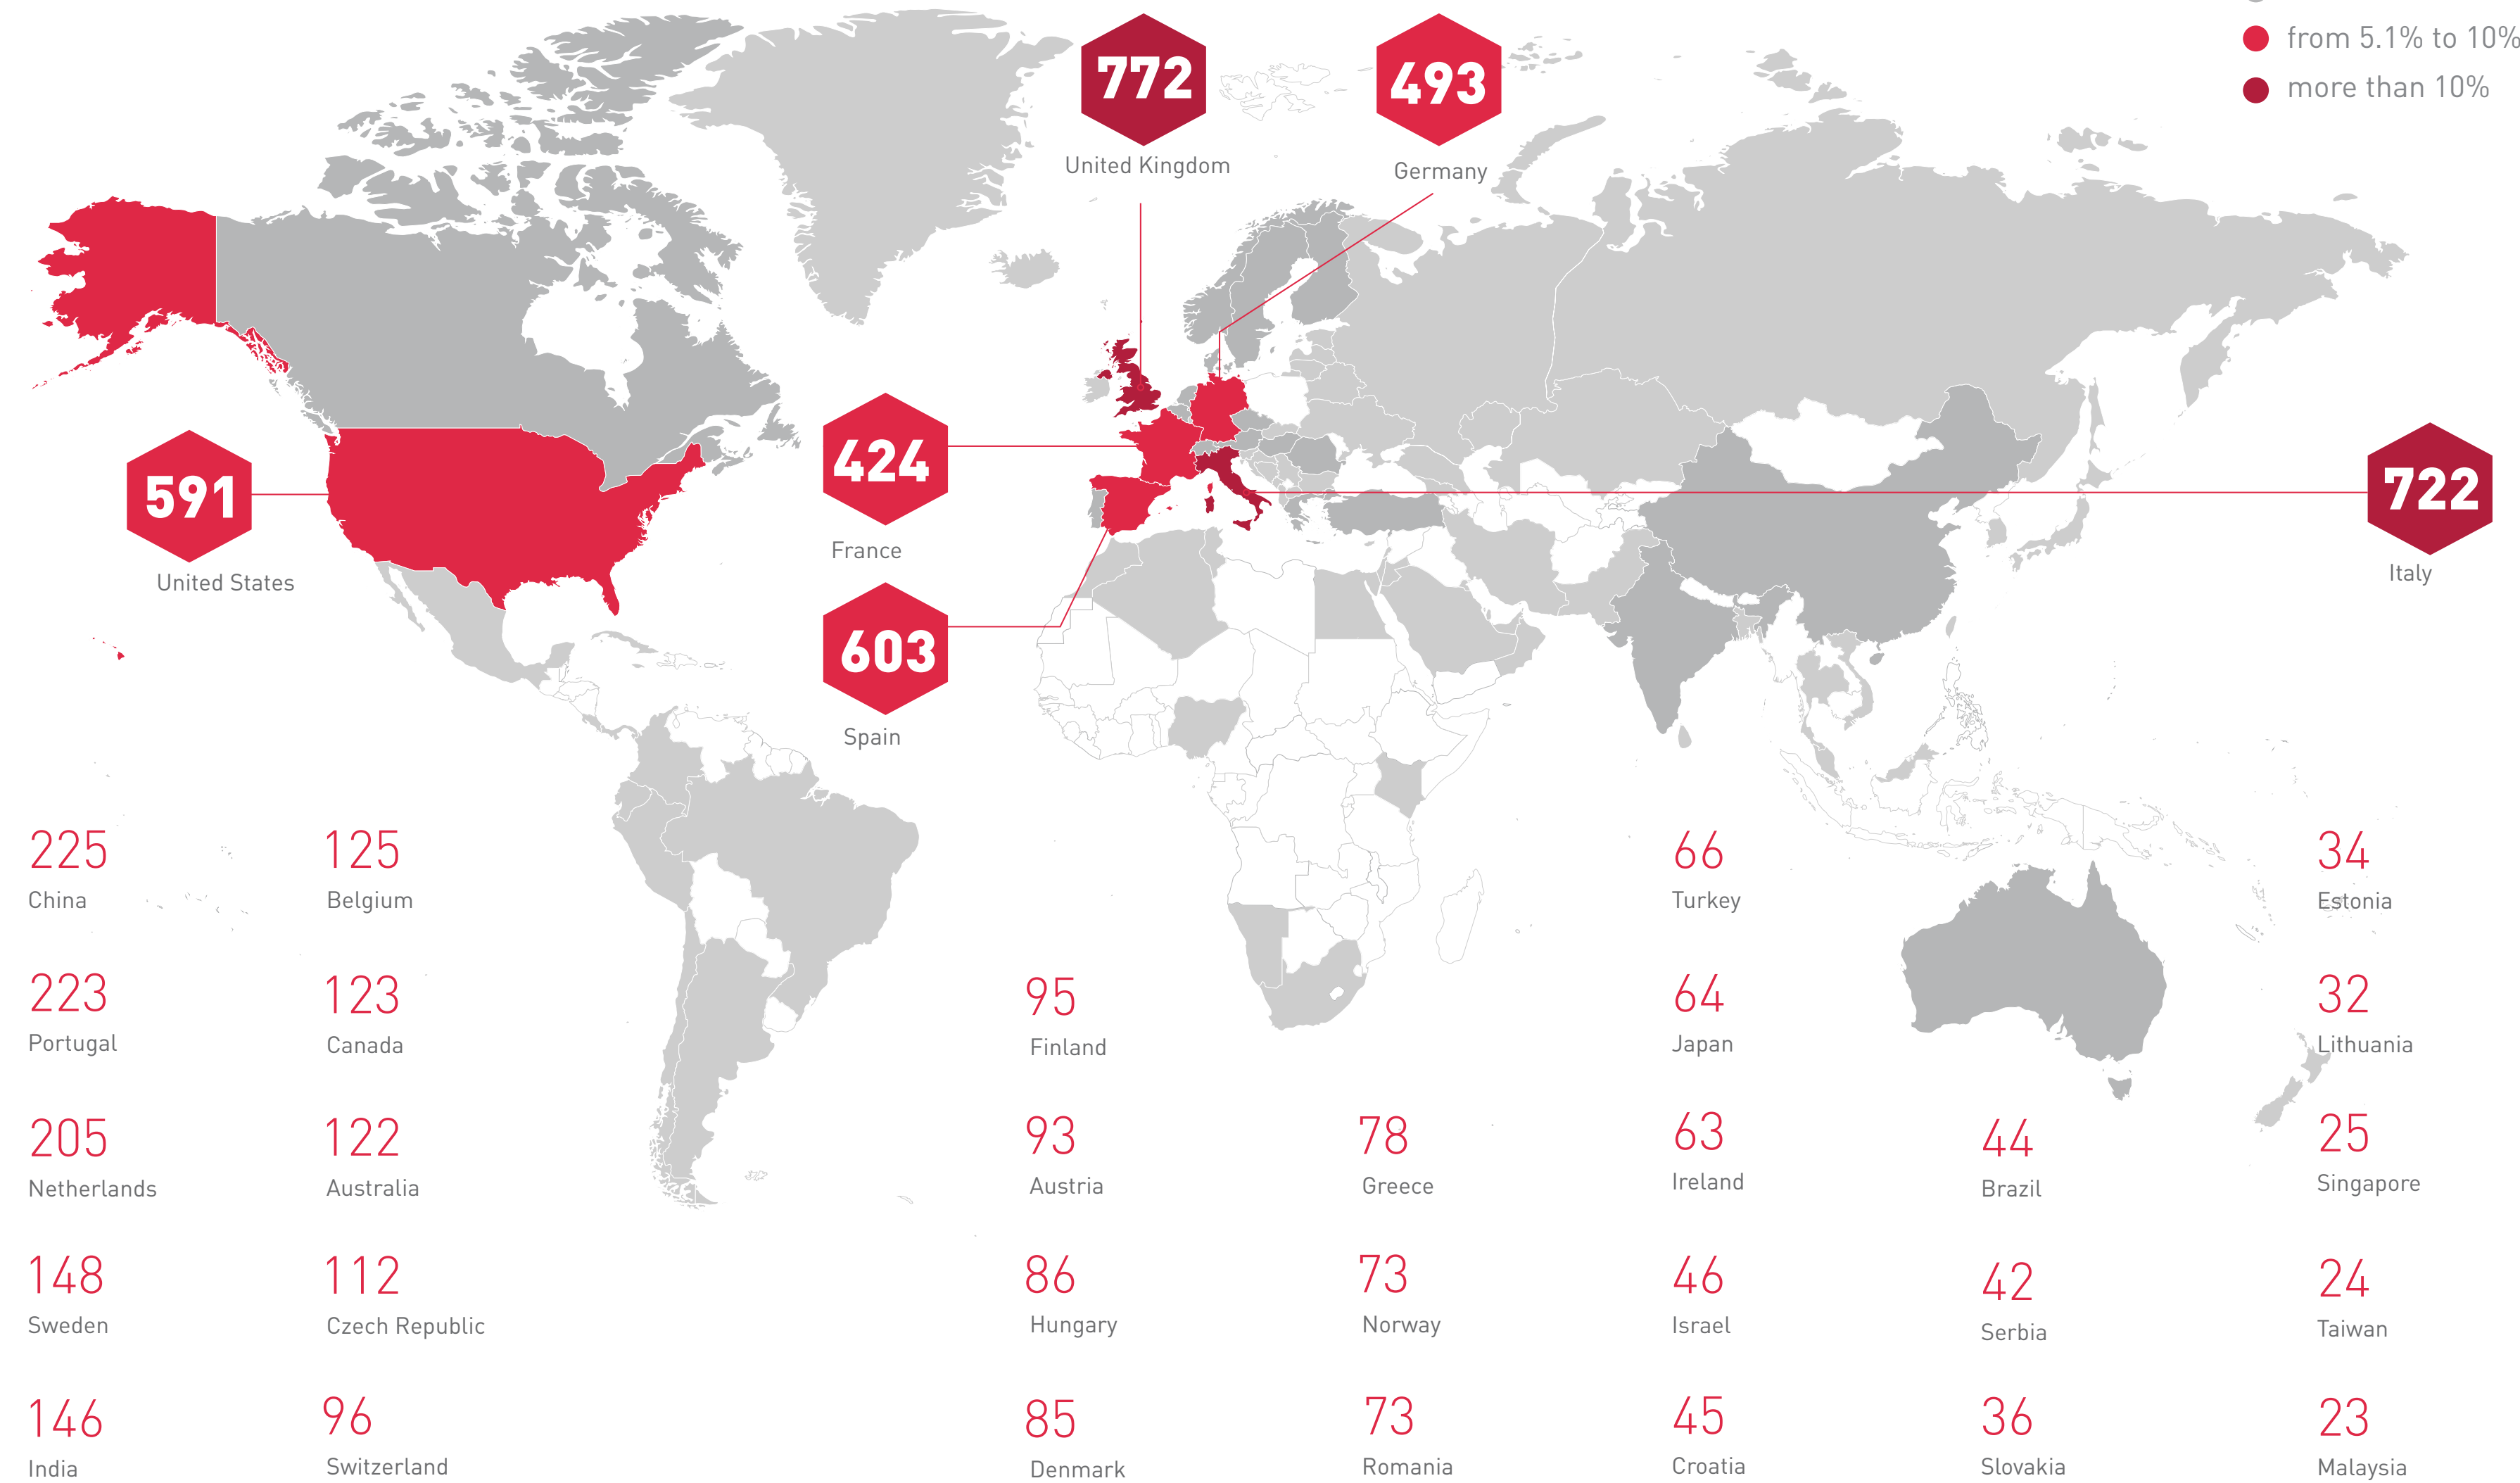 from 5.1% to 10%
more than 10%
772
United Kingdom
493
Germany
591
United States
424
France
603
Spain
722
Italy
225
China
223
Portugal
205
Netherlands
148
Sweden
146
India
125
Belgium
123
Canada
122
Australia
112
Czech Republic
96
Switzerland
95
Finland
93
Austria
86
Hungary
85
Denmark
78
Greece
73
Norway
73
Romania
66
Turkey
64
Japan
63
Ireland
46
Israel
45
Croatia
44
Brazil
42
Serbia
36
Slovakia
34
Estonia
32
Lithuania
25
Singapore
24
Taiwan
23
Malaysia